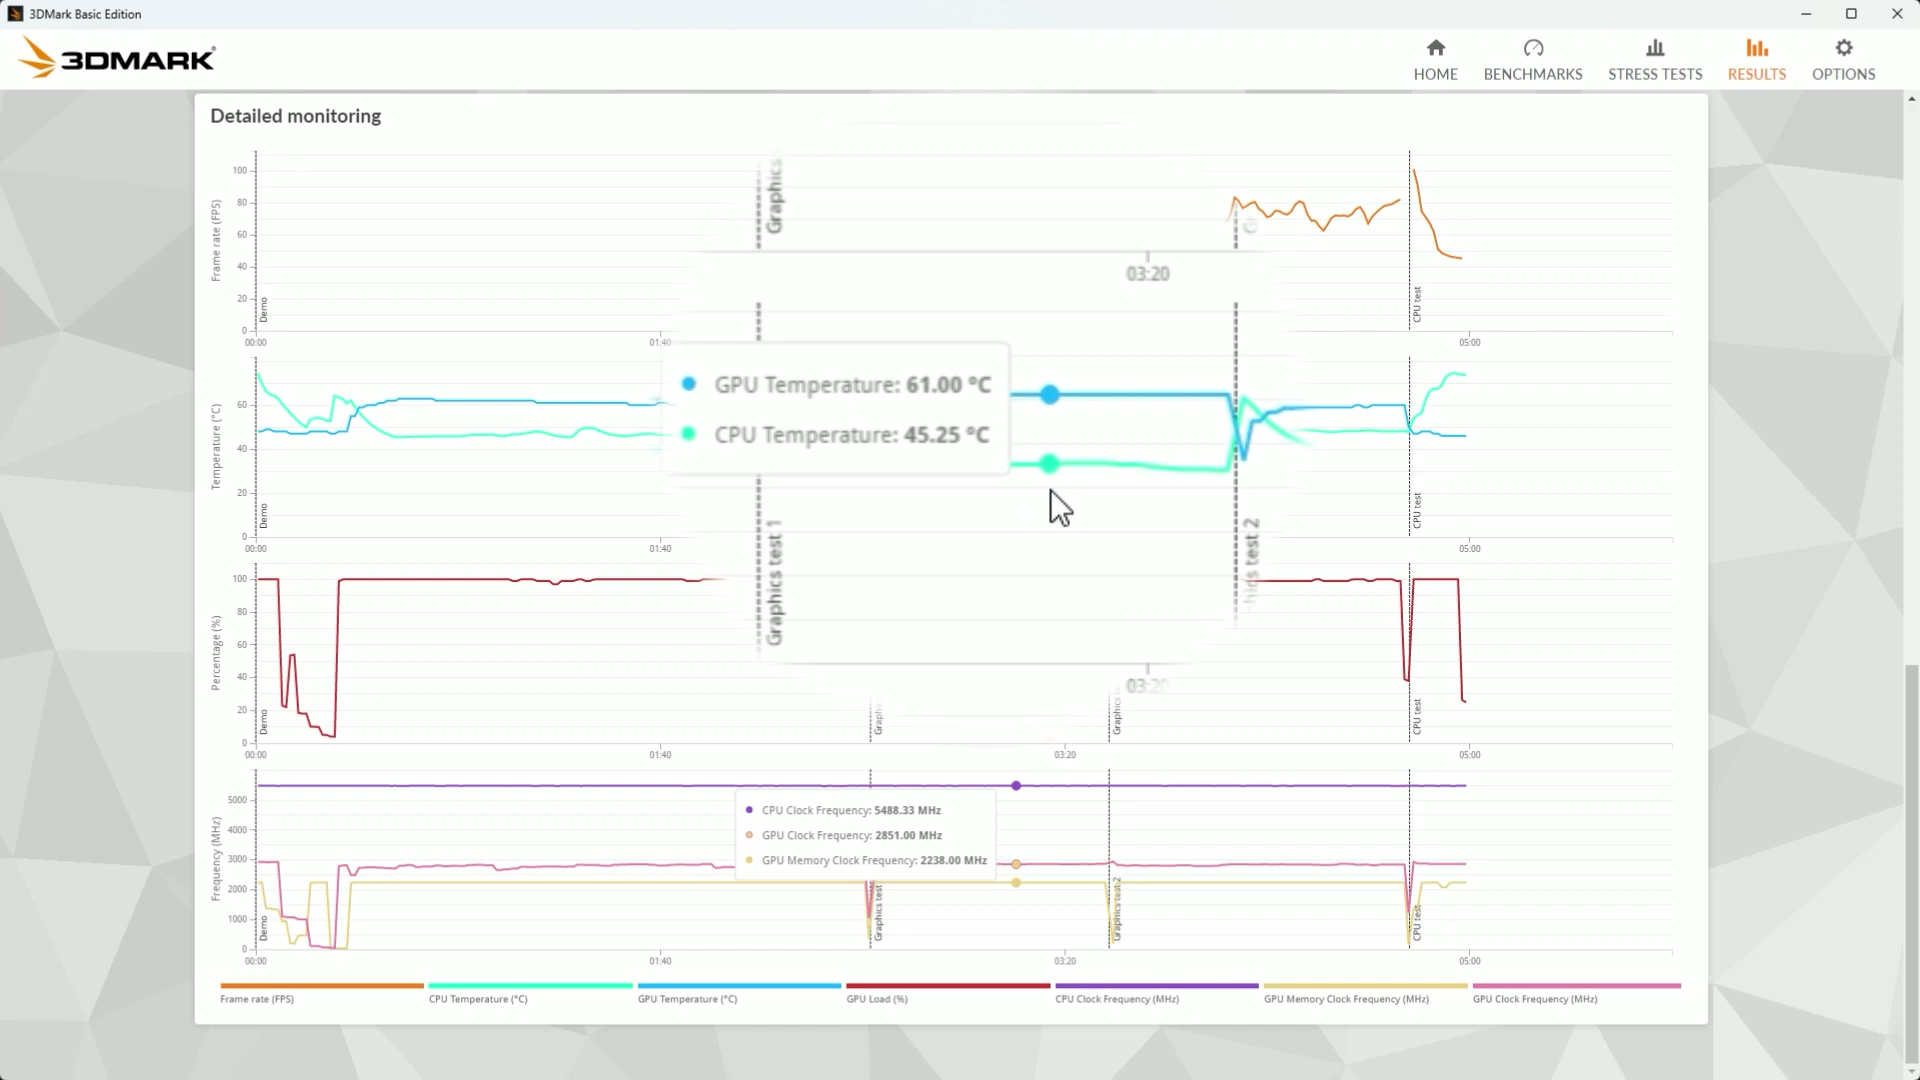 3DMark Basic Edition
3DMARK
HOME
BENCHMARKS
STRESS TESTS
RESULTS
OPTIONS
Detailed monitoring
Frame rate (FPS)
100
80
60
40
20
0
Demo
Graphics
CPU test
00:00
01:40
03:20
05:00
Temperature (°C)
60
40
20
0
Demo
GPU Temperature: 61.00 °C
CPU Temperature: 45.25 °C
Graphics test 1
CPU test
00:00
01:40
03:20
05:00
Percentage (%)
100
80
60
40
20
0
Demo
CPU test
00:00
01:40
03:20
05:00
Frequency (MHz)
5000
4000
3000
2000
1000
0
Demo
CPU Clock Frequency: 5488.33 MHz
GPU Clock Frequency: 2851.00 MHz
GPU Memory Clock Frequency: 2238.00 MHz
Graphics test
Graphics test 2
CPU test
00:00
01:40
03:20
05:00
Frame rate (FPS)
CPU Temperature (°C)
GPU Temperature (°C)
GPU Load (%)
CPU Clock Frequency (MHz)
GPU Memory Clock Frequency (MHz)
GPU Clock Frequency (MHz)